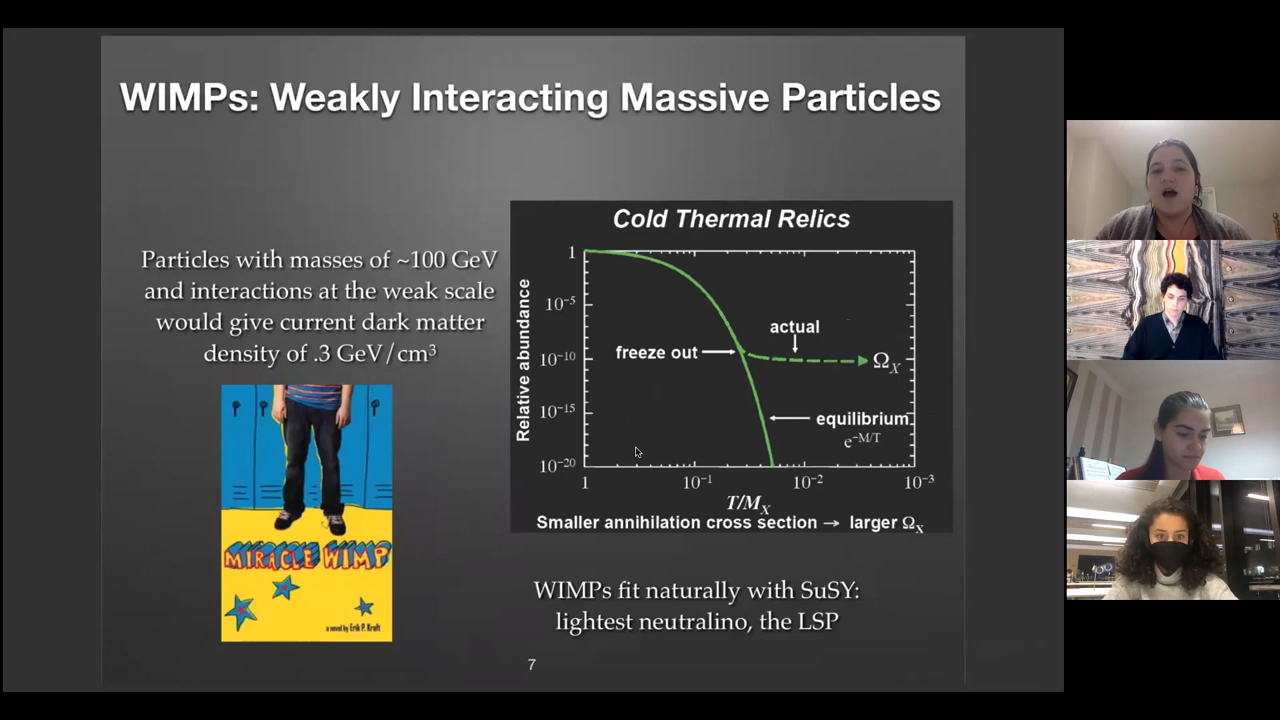 WIMPs: Weakly Interacting Massive Particles
Particles with masses of ~100 GeV
and interactions at the weak scale
would give current dark matter
density of .3 GeV/cm³
MIRACLE WIMP
a novel by Erik P. Kraft
Cold Thermal Relics
Relative abundance
1
10⁻⁵
10⁻¹⁰
10⁻¹⁵
10⁻²⁰
freeze out
actual
Ωₓ
equilibrium
e⁻ᴹ/ᵀ
1
10⁻¹
10⁻²
10⁻³
T/Mₓ
Smaller annihilation cross section → larger Ωₓ
WIMPs fit naturally with SuSY:
lightest neutralino, the LSP
7